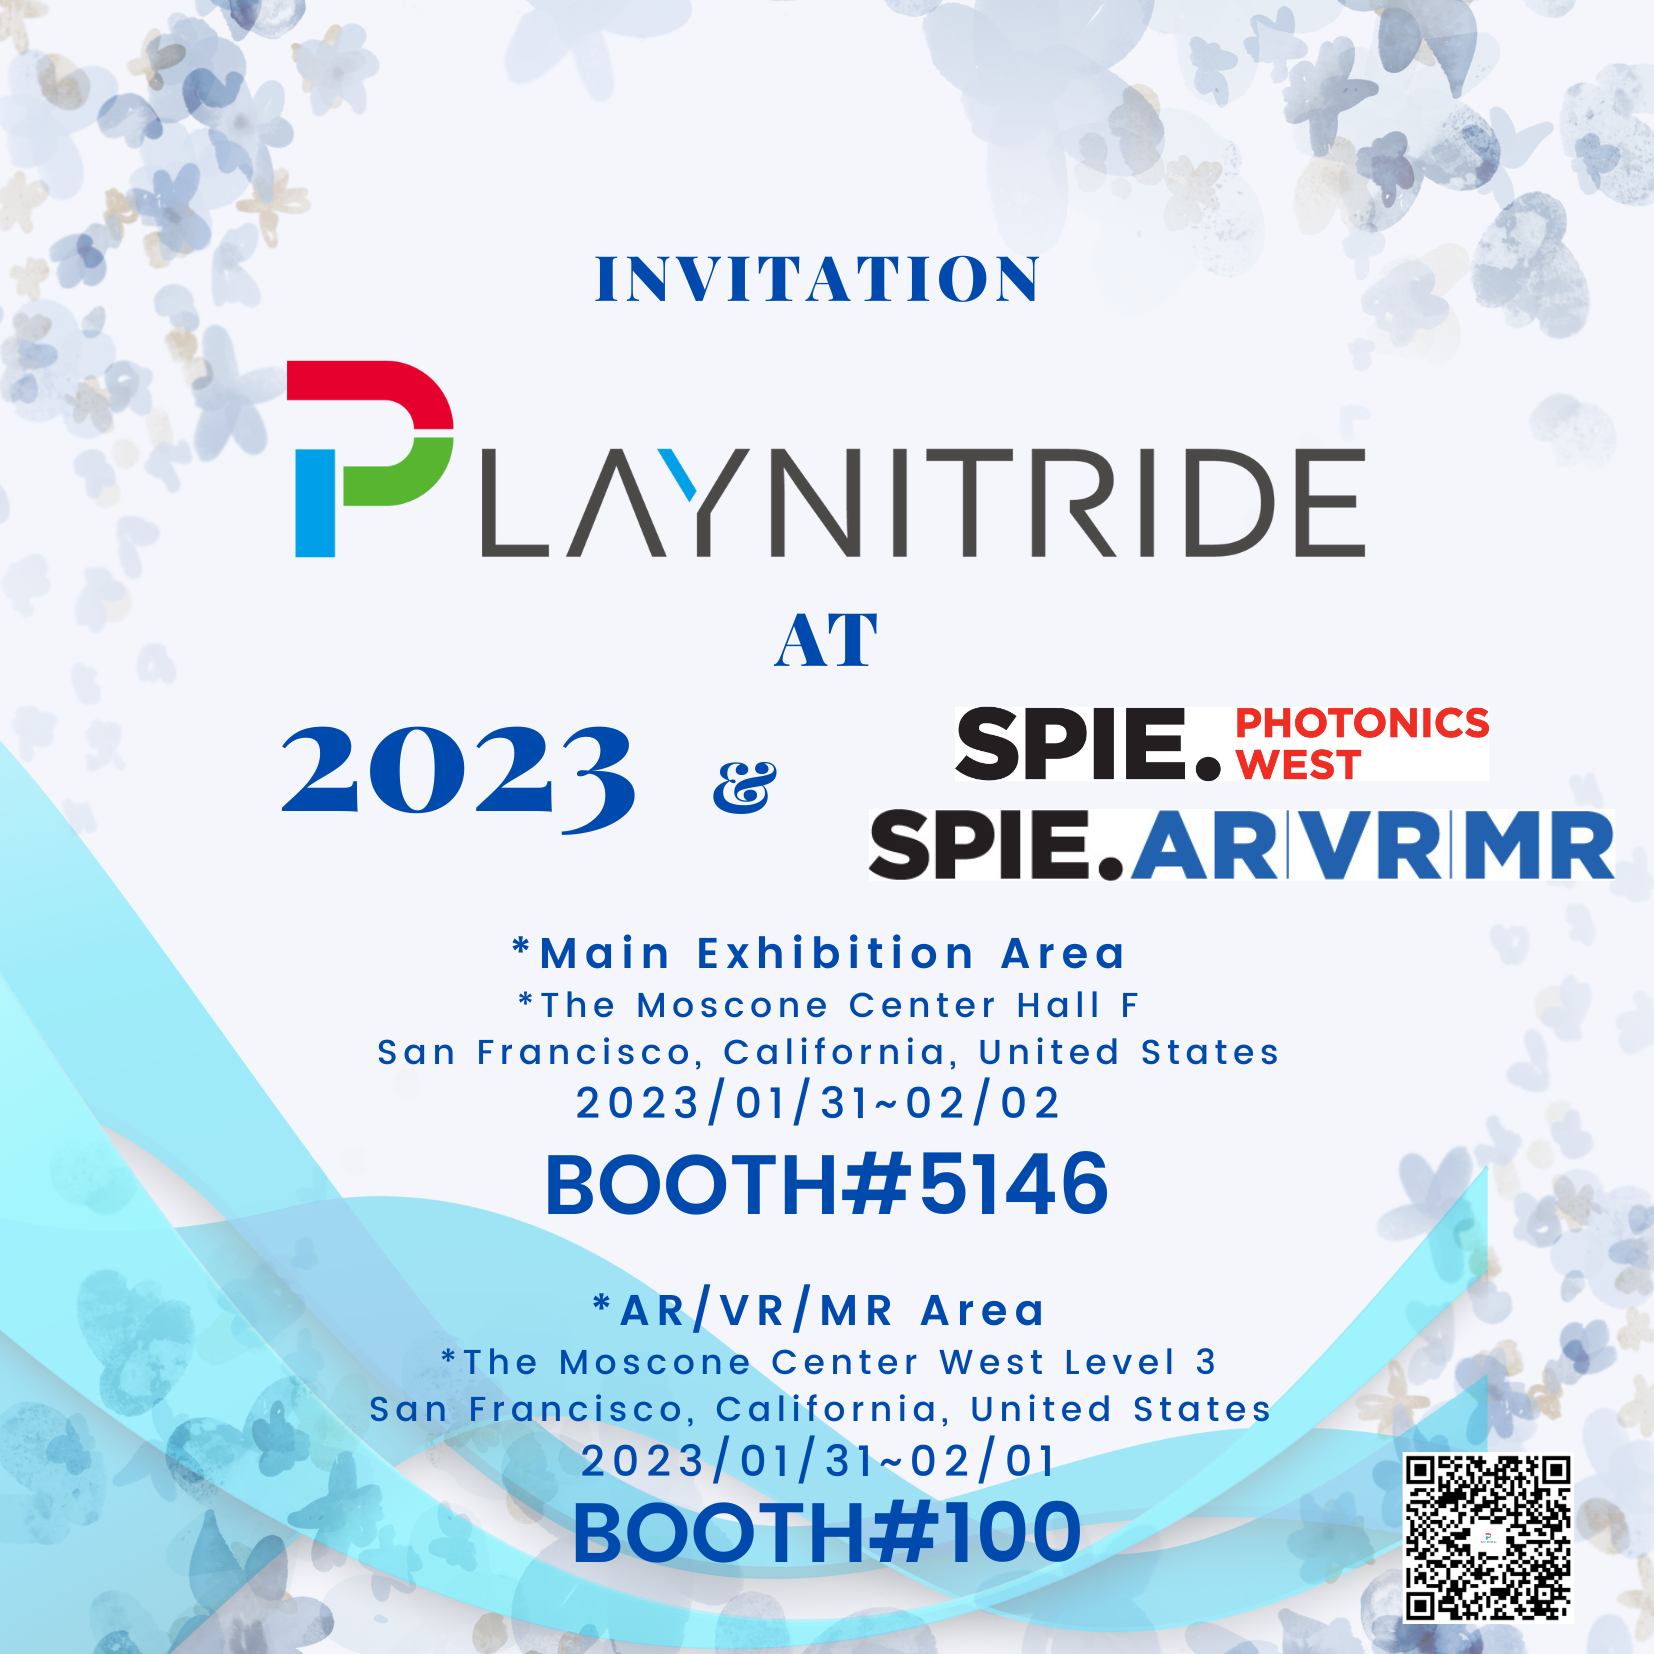 INVITATION
PLAYNITRIDE
AT
2023 &
SPIE. PHOTONICS
WEST
SPIE.AR|VR|MR
*Main Exhibition Area
*The Moscone Center Hall F
San Francisco, California, United States
2023/01/31~02/02
BOOTH#5146
*AR/VR/MR Area
*The Moscone Center West Level 3
San Francisco, California, United States
2023/01/31~02/01
BOOTH#100